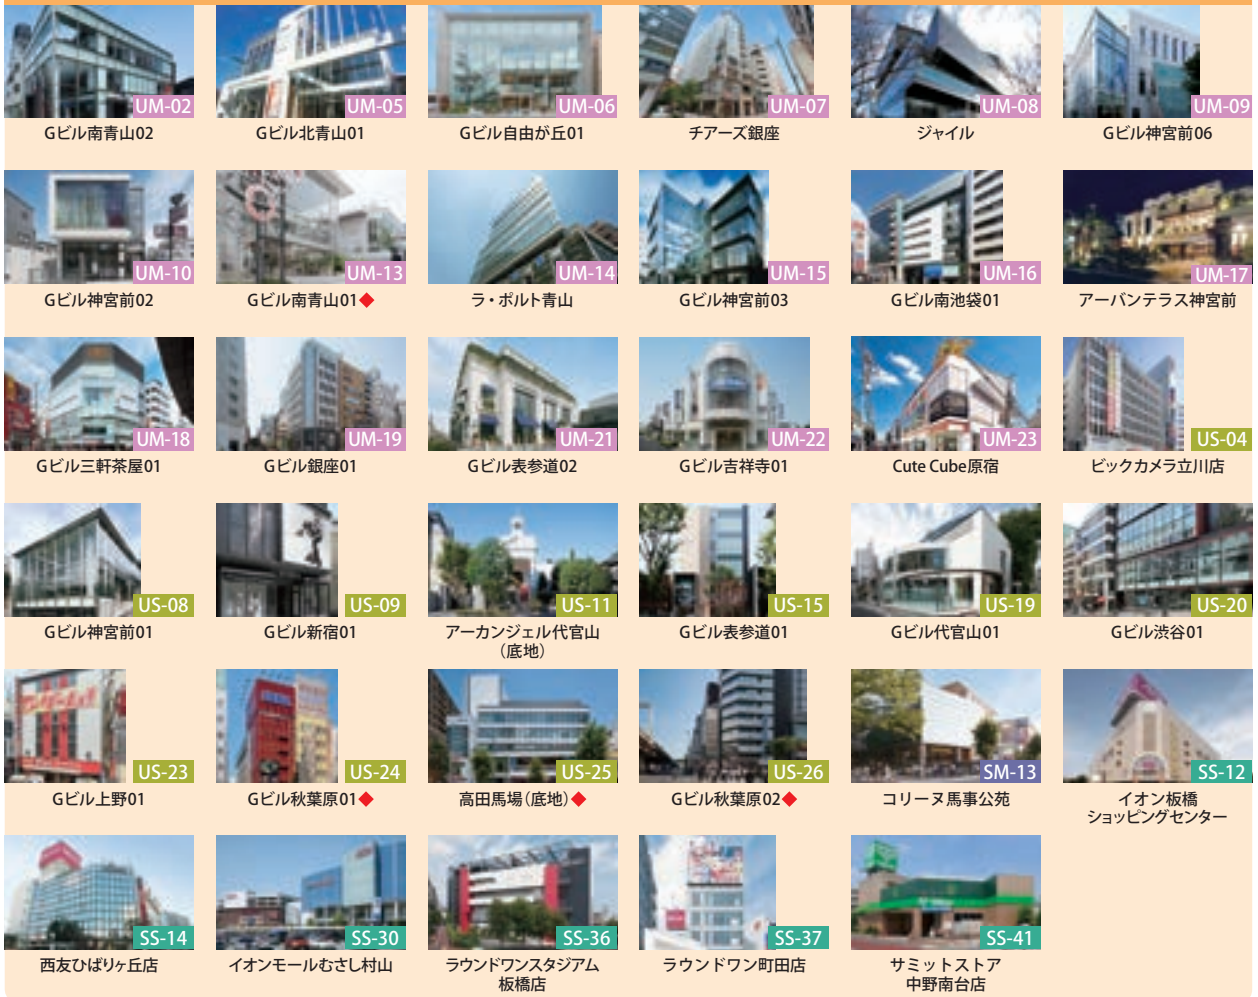 UM-02
Gビル南青山02
UM-05
Gビル北青山01
UM-06
Gビル自由が丘01
UM-07
チアーズ銀座
UM-08
ジャイル
UM-09
Gビル神宮前06
UM-10
Gビル神宮前02
UM-13
Gビル南青山01◆
UM-14
ラ・ポルト青山
UM-15
Gビル神宮前03
UM-16
Gビル南池袋01
UM-17
アーバンテラス神宮前
UM-18
Gビル三軒茶屋01
UM-19
Gビル銀座01
UM-21
Gビル表参道02
UM-22
Gビル吉祥寺01
UM-23
Cute Cube原宿
US-04
ビックカメラ立川店
US-08
Gビル神宮前01
US-09
Gビル新宿01
US-11
アーカンジェル代官山
（底地）
US-15
Gビル表参道01
US-19
Gビル代官山01
US-20
Gビル渋谷01
US-23
Gビル上野01
US-24
Gビル秋葉原01◆
US-25
高田馬場（底地）◆
US-26
Gビル秋葉原02◆
SM-13
コリーヌ馬事公苑
SS-12
イオン板橋
ショッピングセンター
SS-14
西友ひばりヶ丘店
SS-30
イオンモールむさし村山
SS-36
ラウンドワンスタジアム
板橋店
SS-37
ラウンドワン町田店
SS-41
サミットストア
中野南台店